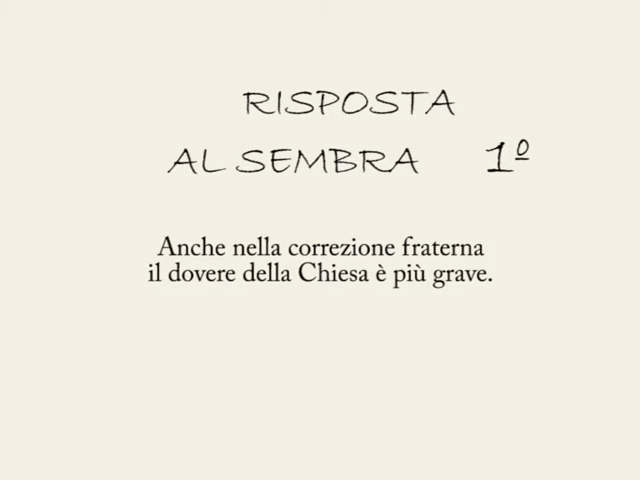 RISPOSTA
AL SEMBRA 1º
Anche nella correzione fraterna
il dovere della Chiesa è più grave.